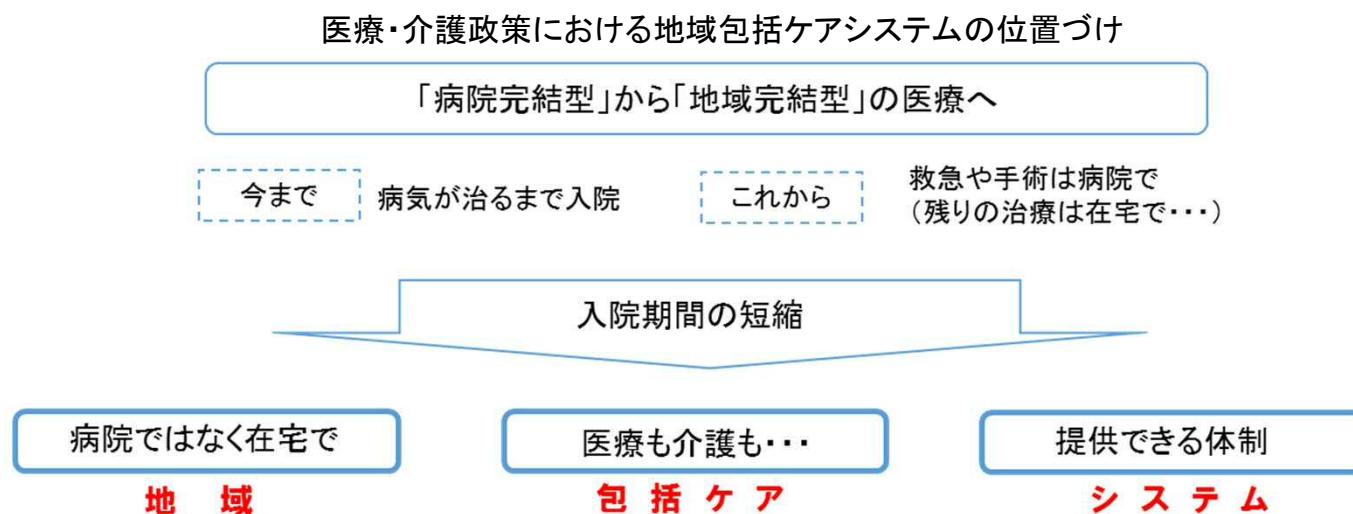 医療・介護政策における地域包括ケアシステムの位置づけ
「病院完結型」から「地域完結型」の医療へ
今まで
病気が治るまで入院
これから
救急や手術は病院で
（残りの治療は在宅で・・・）
入院期間の短縮
病院ではなく在宅で
医療も介護も・・・
提供できる体制
地域
包括ケア
システム